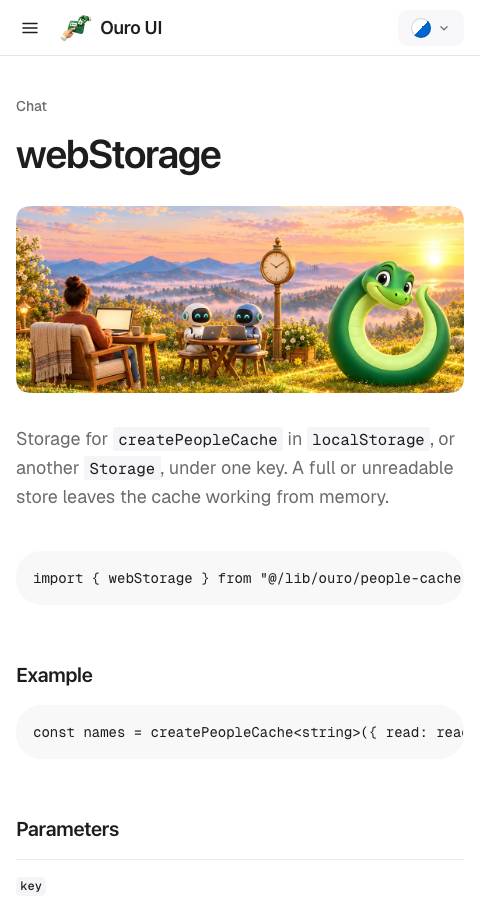 Ouro UI
Chat
webStorage
Storage for createPeopleCache in localStorage, or
another Storage, under one key. A full or unreadable
store leaves the cache working from memory.
import { webStorage } from "@/lib/ouro/people-cache
Example
const names = createPeopleCache<string>({ read: read
Parameters
key